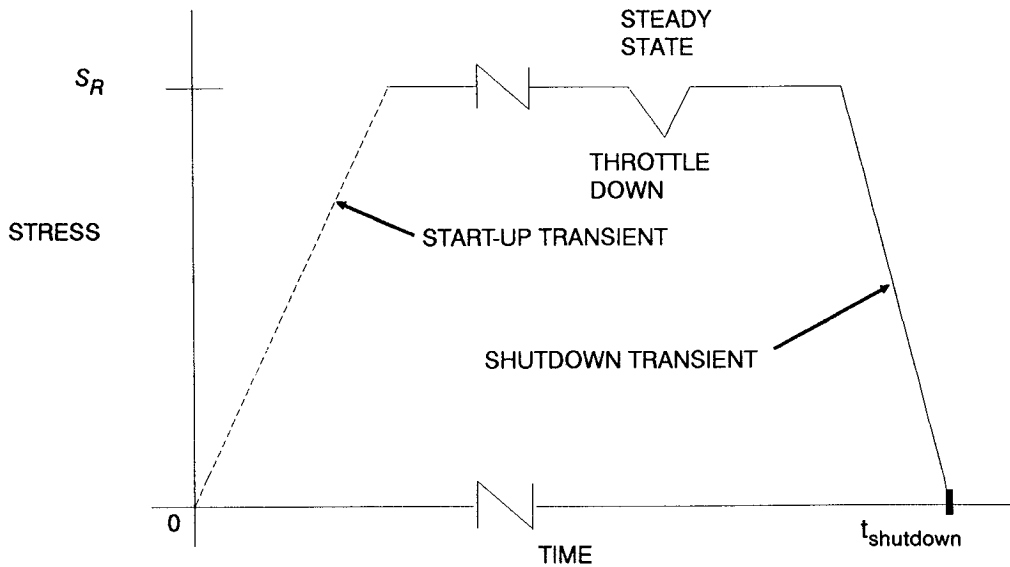 STEADY
STATE
S_R
THROTTLE
DOWN
STRESS
START-UP TRANSIENT
SHUTDOWN TRANSIENT
0
t_shutdown
TIME